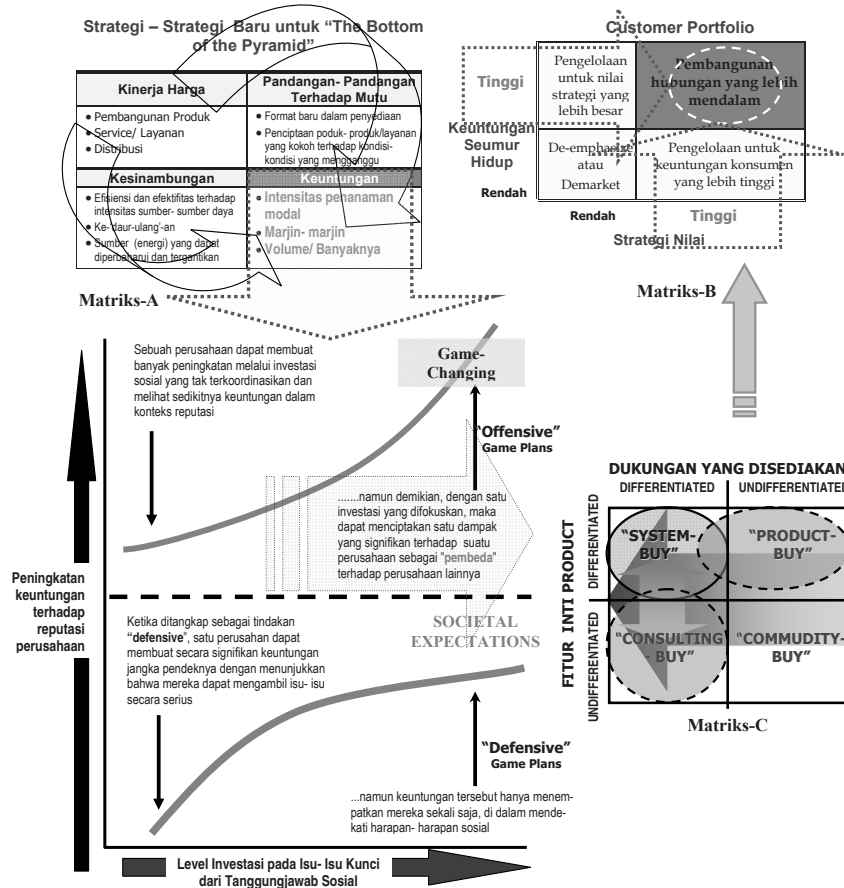 Strategi – Strategi Baru untuk “The Bottom
of the Pyramid”
Kinerja Harga
• Pembangunan Produk
• Service/ Layanan
• Distribusi
Pandangan- Pandangan
Terhadap Mutu
• Format baru dalam penyediaan
• Penciptaan poduk- produk/layanan
yang kokoh terhadap kondisi-
kondisi yang mengganggu
Kesinambungan
• Efisiensi dan efektifitas terhadap
intensitas sumber- sumber daya
• Ke-‘daur-ulang’-an
• Sumber (energi) yang dapat
diperbaharui dan tergantikan
Keuntungan
• Intensitas penanaman
modal
• Marjin- marjin
• Volume/ Banyaknya
Matriks-A
Customer Portfolio
Tinggi
Keuntungan
Seumur
Hidup
Rendah
Pengelolaan
untuk nilai
strategi yang
lebih besar
Pembangunan
hubungan yang lebih
mendalam
De-emphasize
atau
Demarket
Pengelolaan untuk
keuntungan konsumen
yang lebih tinggi
Rendah
Tinggi
Strategi Nilai
Matriks-B
Sebuah perusahaan dapat membuat
banyak peningkatan melalui investasi
sosial yang tak terkoordinasikan dan
melihat sedikitnya keuntungan dalam
konteks reputasi
Game-
Changing
“Offensive”
Game Plans
.......namun demikian, dengan satu
investasi yang difokuskan, maka
dapat menciptakan satu dampak
yang signifikan terhadap suatu
perusahaan sebagai "pembeda"
terhadap perusahaan lainnya
Peningkatan
keuntungan
terhadap
reputasi
perusahaan
Ketika ditangkap sebagai tindakan
“defensive”, satu perusahan dapat
membuat secara signifikan keuntungan
jangka pendeknya dengan menunjukkan
bahwa mereka dapat mengambil isu- isu
secara serius
SOCIETAL
EXPECTATIONS
“Defensive”
Game Plans
...namun keuntungan tersebut hanya menem-
patkan mereka sekali saja, di dalam mende-
kati harapan- harapan sosial
Level Investasi pada Isu- Isu Kunci
dari Tanggungjawab Sosial
DUKUNGAN YANG DISEDIAKAN
DIFFERENTIATED
UNDIFFERENTIATED
FITUR INTI PRODUCT
DIFFERENTIATED
UNDIFFERENTIATED
“SYSTEM-
BUY”
“PRODUCT-
BUY”
“CONSULTING
- BUY”
“COMMUDITY-
BUY”
Matriks-C